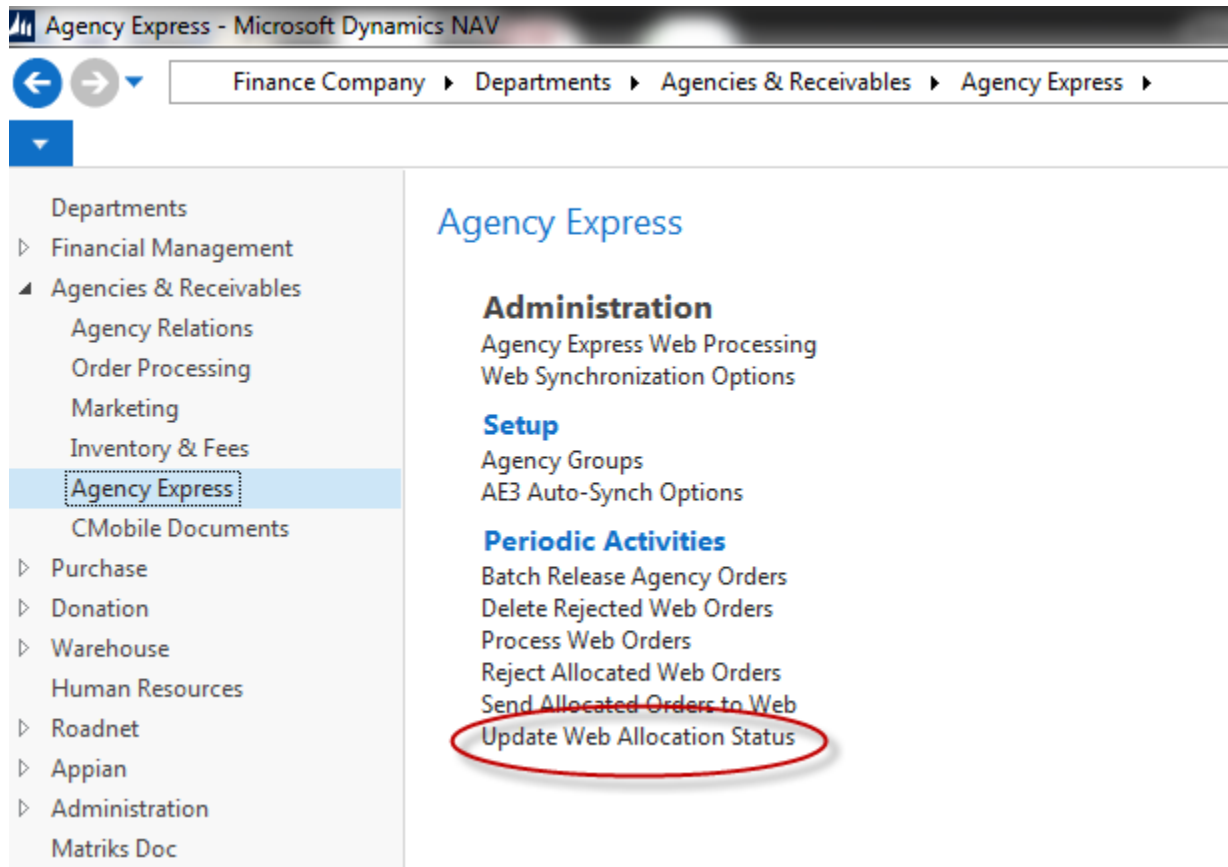 Agency Express - Microsoft Dynamics NAV
Finance Company Departments Agencies & Receivables Agency Express
Departments
Financial Management
Agencies & Receivables
Agency Relations
Order Processing
Marketing
Inventory & Fees
Agency Express
CMobile Documents
Purchase
Donation
Warehouse
Human Resources
Roadnet
Appian
Administration
Matriks Doc
Agency Express
Administration
Agency Express Web Processing
Web Synchronization Options
Setup
Agency Groups
AE3 Auto-Synch Options
Periodic Activities
Batch Release Agency Orders
Delete Rejected Web Orders
Process Web Orders
Reject Allocated Web Orders
Send Allocated Orders to Web
Update Web Allocation Status